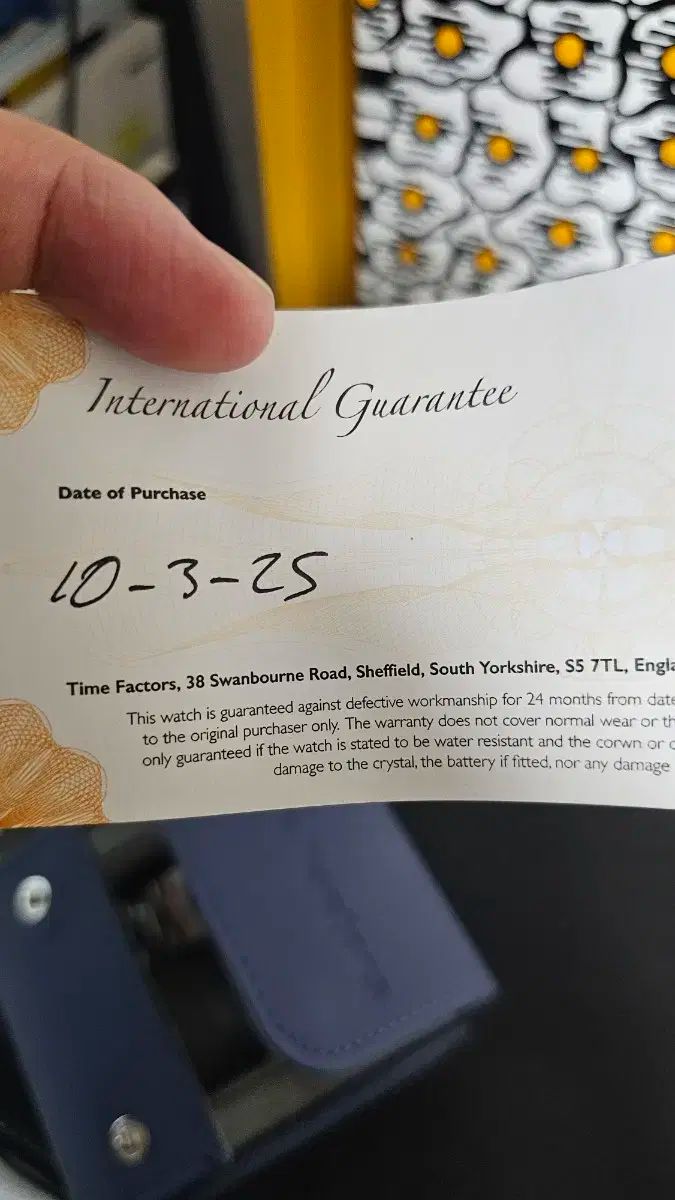 International Guarantee
Date of Purchase
10-3-25
Time Factors, 38 Swanbourne Road, Sheffield, South Yorkshire, S5 7TL, Engla
This watch is guaranteed against defective workmanship for 24 months from date
to the original purchaser only. The warranty does not cover normal wear or th
only guaranteed if the watch is stated to be water resistant and the corwn or c
damage to the crystal, the battery if fitted, nor any damage